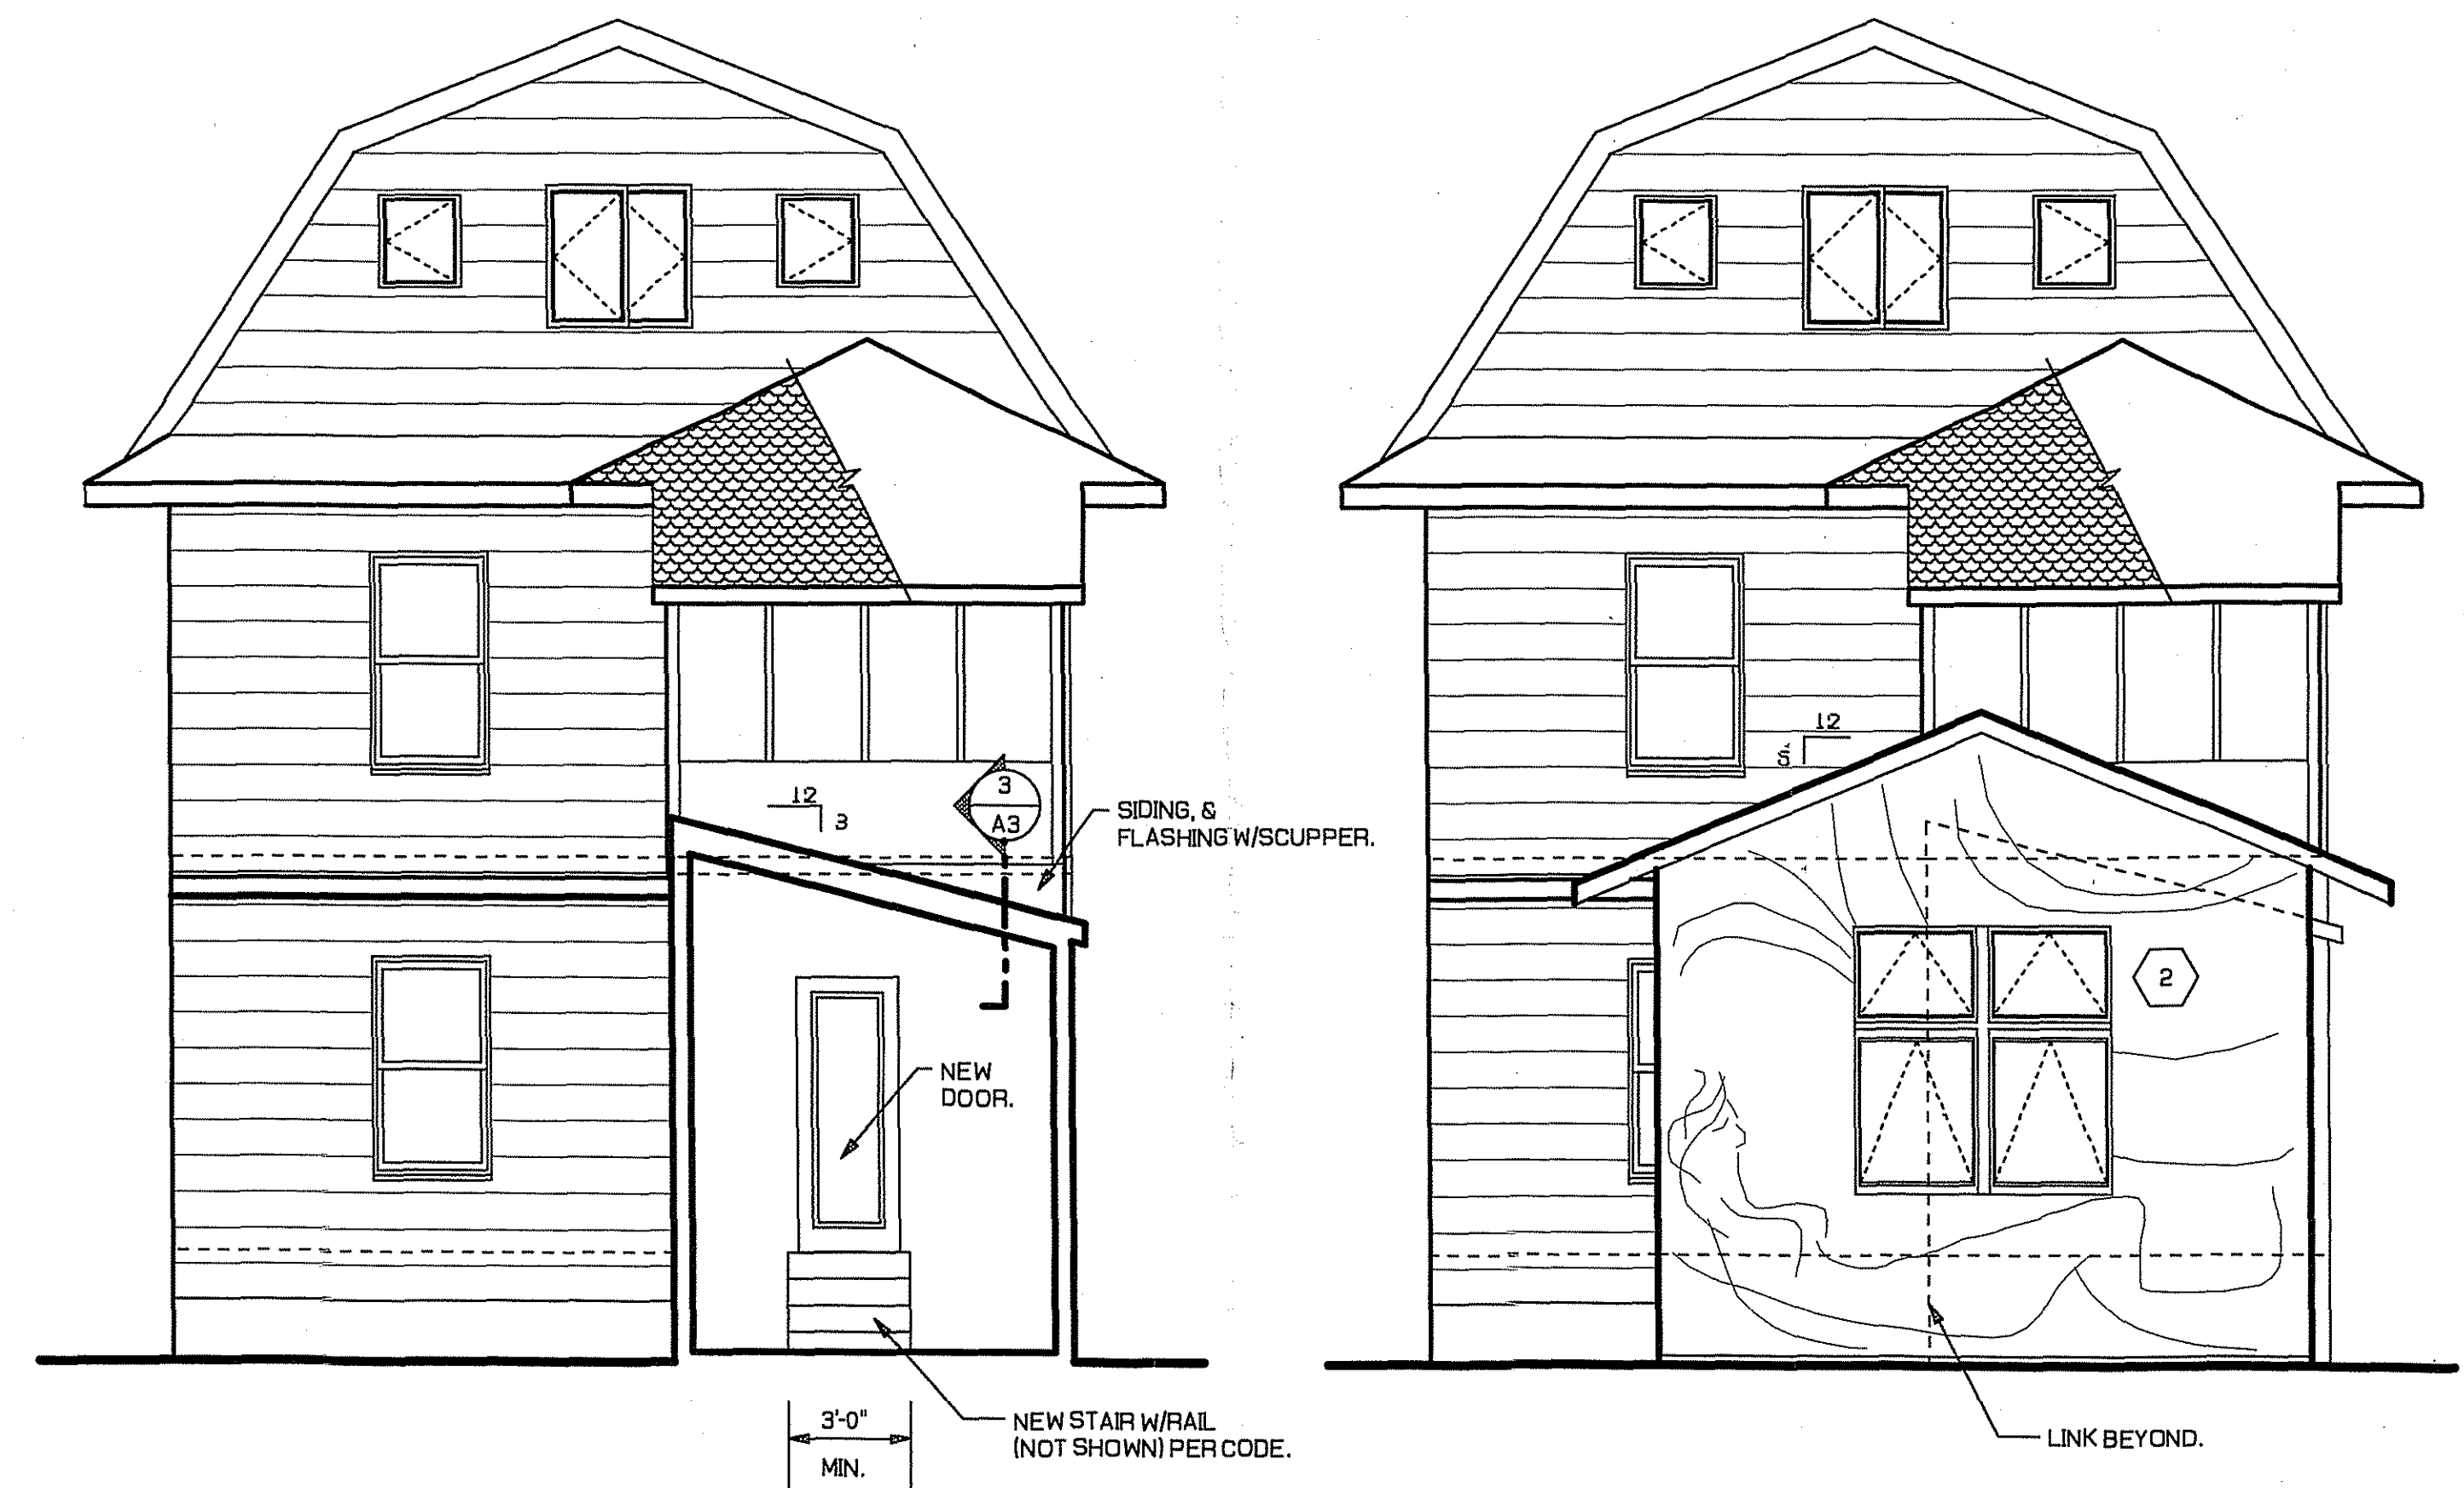 12
3
3
A3
SIDING, &
FLASHING W/SCUPPER.
NEW
DOOR.
3'-0"
MIN.
NEW STAIR W/RAIL
(NOT SHOWN) PER CODE.
12
2
LINK BEYOND.